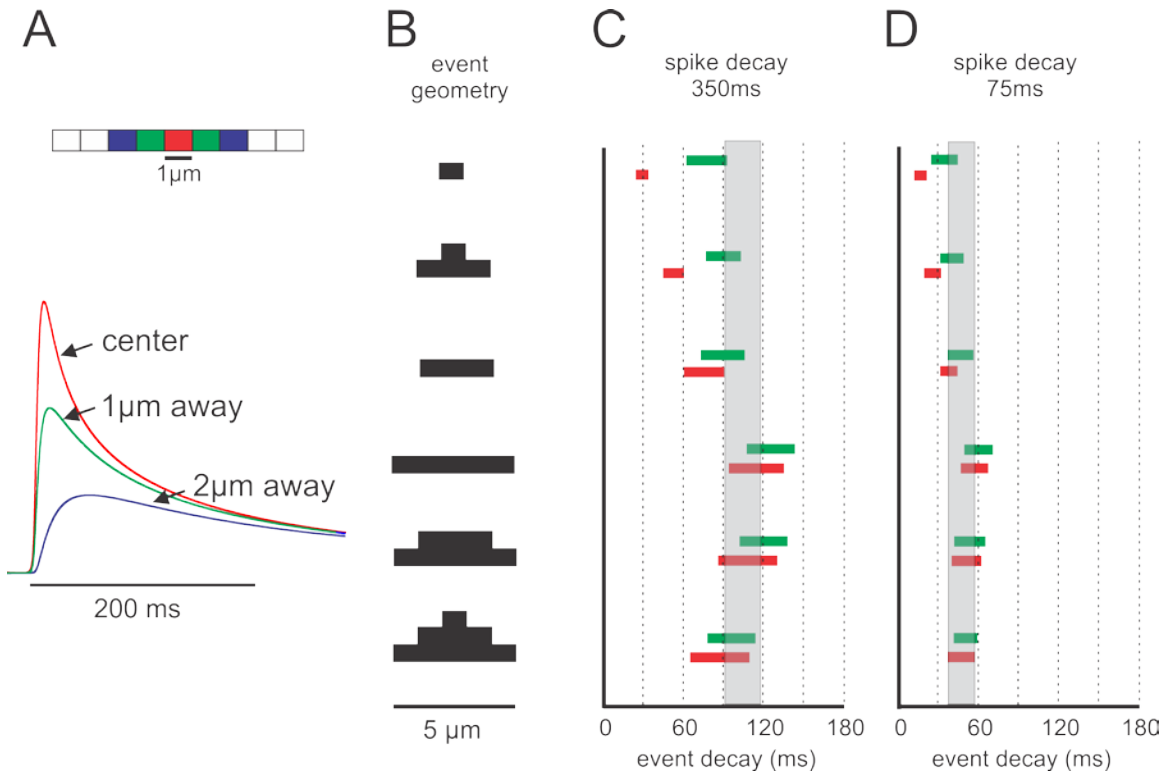 A
1µm
center
1µm away
2µm away
200 ms
B
event
geometry
5 µm
C
spike decay
350ms
0 60 120 180
event decay (ms)
D
spike decay
75ms
0 60 120 180
event decay (ms)